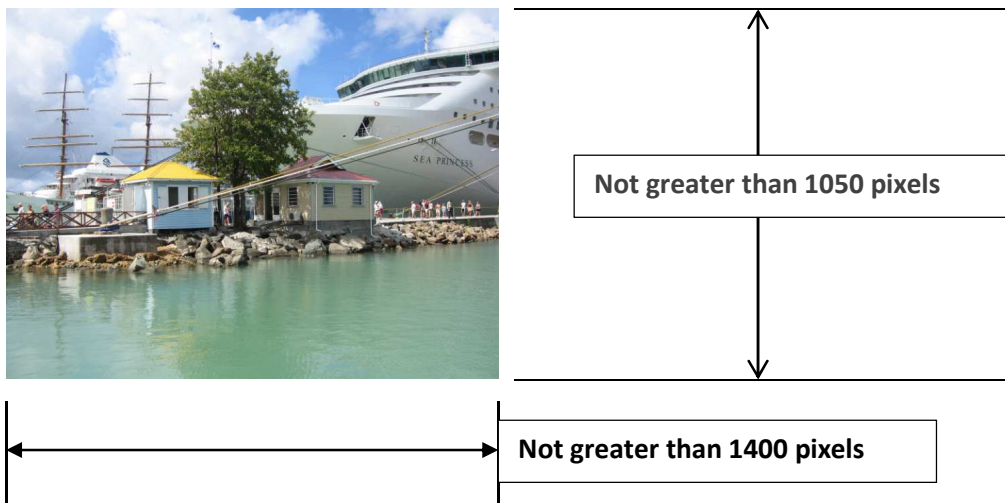 SEA PRINCESS
Not greater than 1050 pixels
Not greater than 1400 pixels